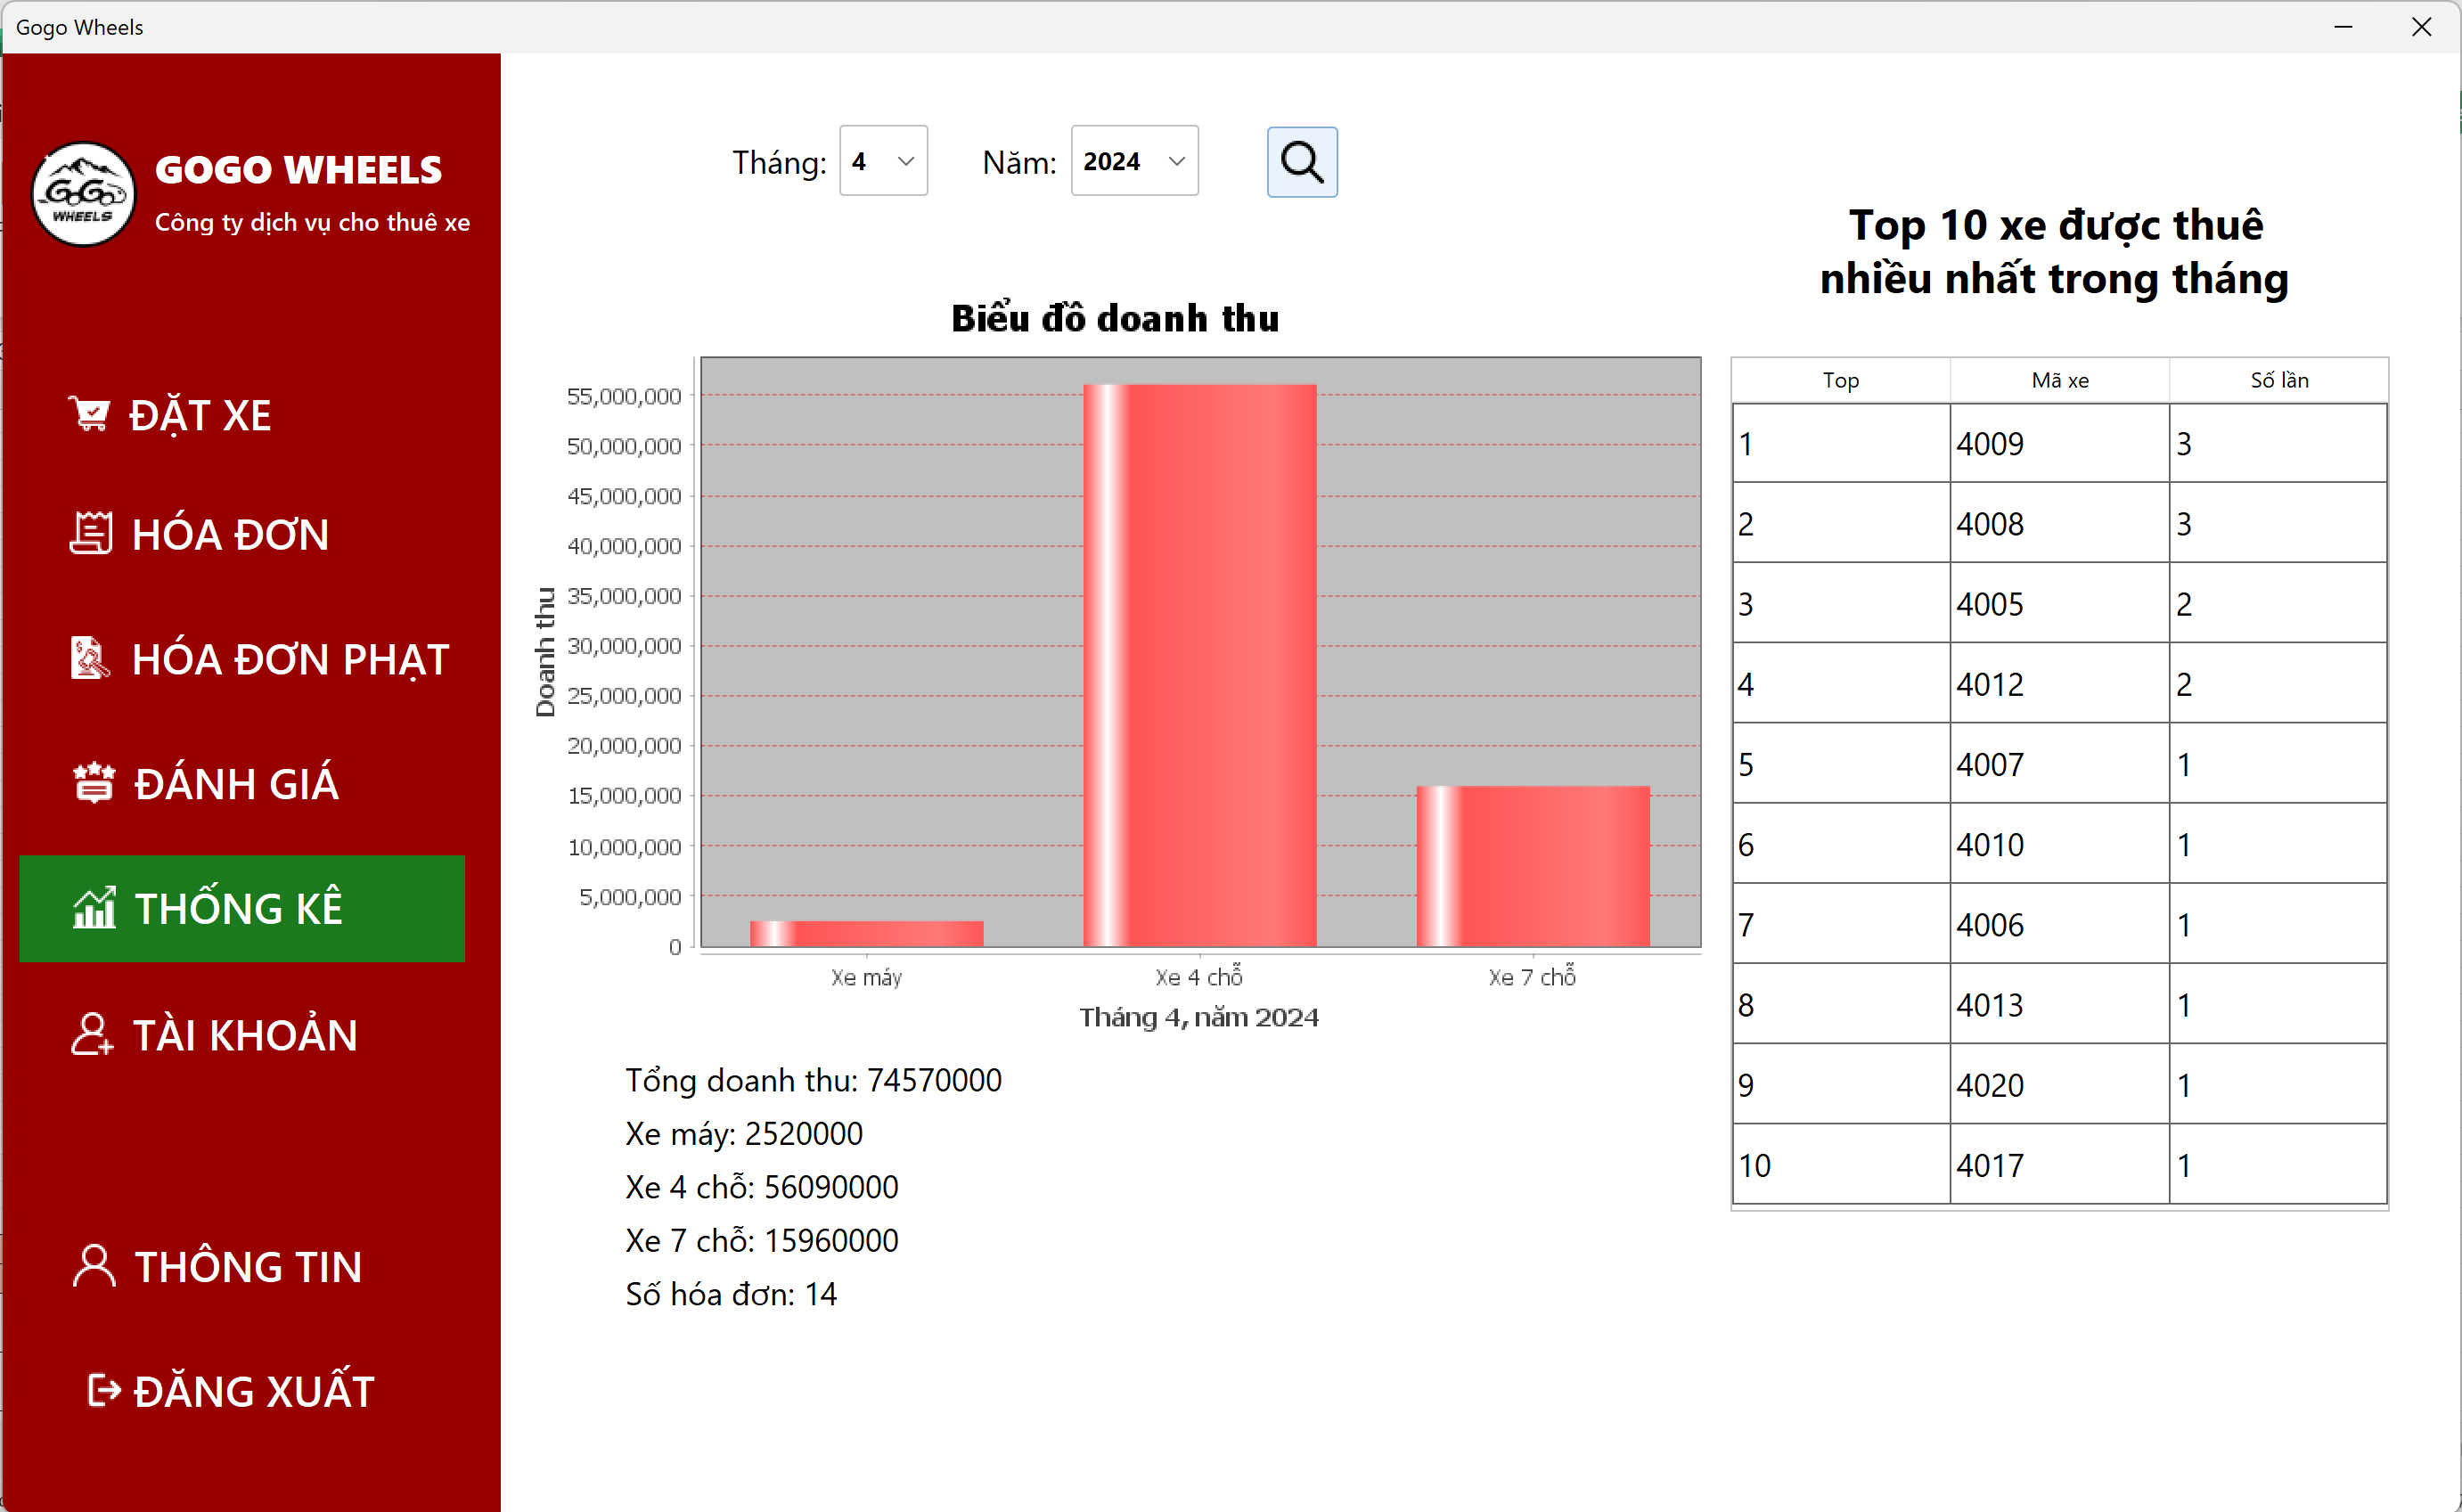 Gogo Wheels
GoGo
WHEELS
GOGO WHEELS
Công ty dịch vụ cho thuê xe
ĐẶT XE
HÓA ĐƠN
HÓA ĐƠN PHẠT
ĐÁNH GIÁ
THỐNG KÊ
TÀI KHOẢN
THÔNG TIN
ĐĂNG XUẤT
Tháng: 4 Năm: 2024
Biểu đồ doanh thu
Doanh thu
55,000,000
50,000,000
45,000,000
40,000,000
35,000,000
30,000,000
25,000,000
20,000,000
15,000,000
10,000,000
5,000,000
0
Xe máy Xe 4 chỗ Xe 7 chỗ
Tháng 4, năm 2024
Tổng doanh thu: 74570000
Xe máy: 2520000
Xe 4 chỗ: 56090000
Xe 7 chỗ: 15960000
Số hóa đơn: 14
Top 10 xe được thuê
nhiều nhất trong tháng
Top Mã xe Số lần
1 4009 3
2 4008 3
3 4005 2
4 4012 2
5 4007 1
6 4010 1
7 4006 1
8 4013 1
9 4020 1
10 4017 1